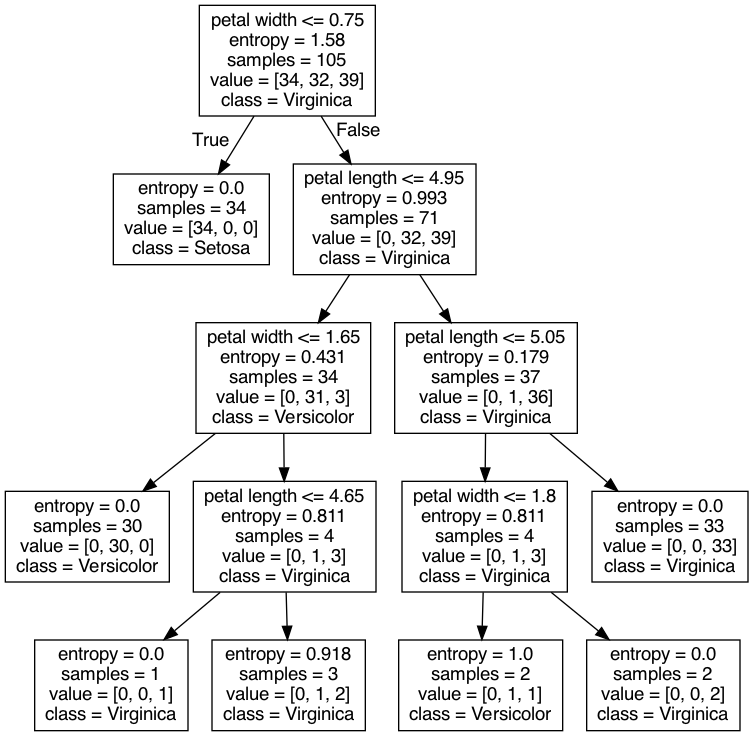 petal width <= 0.75
entropy = 1.58
samples = 105
value = [34, 32, 39]
class = Virginica
True
False
entropy = 0.0
samples = 34
value = [34, 0, 0]
class = Setosa
petal length <= 4.95
entropy = 0.993
samples = 71
value = [0, 32, 39]
class = Virginica
petal width <= 1.65
entropy = 0.431
samples = 34
value = [0, 31, 3]
class = Versicolor
petal length <= 5.05
entropy = 0.179
samples = 37
value = [0, 1, 36]
class = Virginica
entropy = 0.0
samples = 30
value = [0, 30, 0]
class = Versicolor
petal length <= 4.65
entropy = 0.811
samples = 4
value = [0, 1, 3]
class = Virginica
petal width <= 1.8
entropy = 0.811
samples = 4
value = [0, 1, 3]
class = Virginica
entropy = 0.0
samples = 33
value = [0, 0, 33]
class = Virginica
entropy = 0.0
samples = 1
value = [0, 0, 1]
class = Virginica
entropy = 0.918
samples = 3
value = [0, 1, 2]
class = Virginica
entropy = 1.0
samples = 2
value = [0, 1, 1]
class = Versicolor
entropy = 0.0
samples = 2
value = [0, 0, 2]
class = Virginica